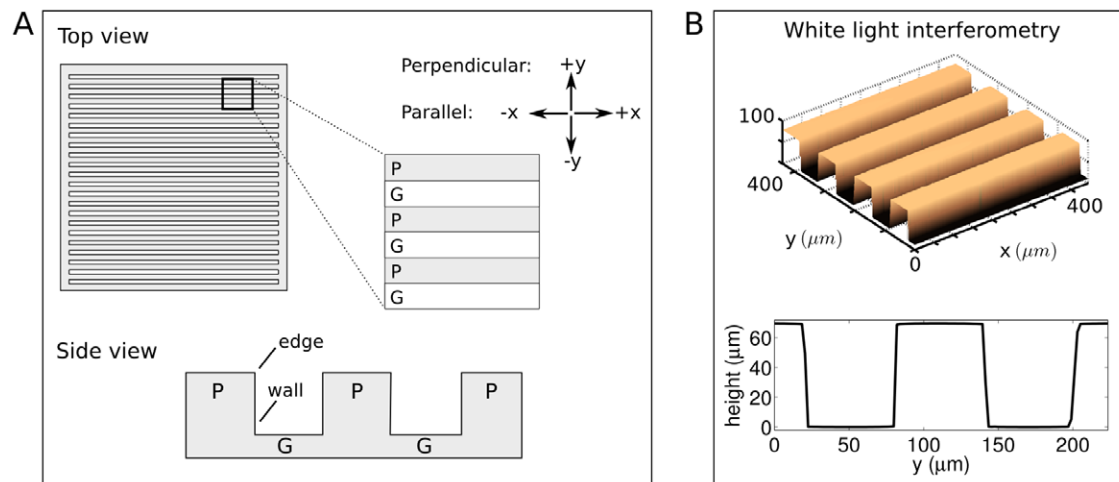 A
Top view
Perpendicular: +y
Parallel: -x +x
-y
P
G
P
G
P
G
Side view
edge
wall
P P P
G G
B
White light interferometry
100
400
400
y (μm)
x (μm)
0
height (μm)
60
40
20
0
0 50 100 150 200
y (μm)